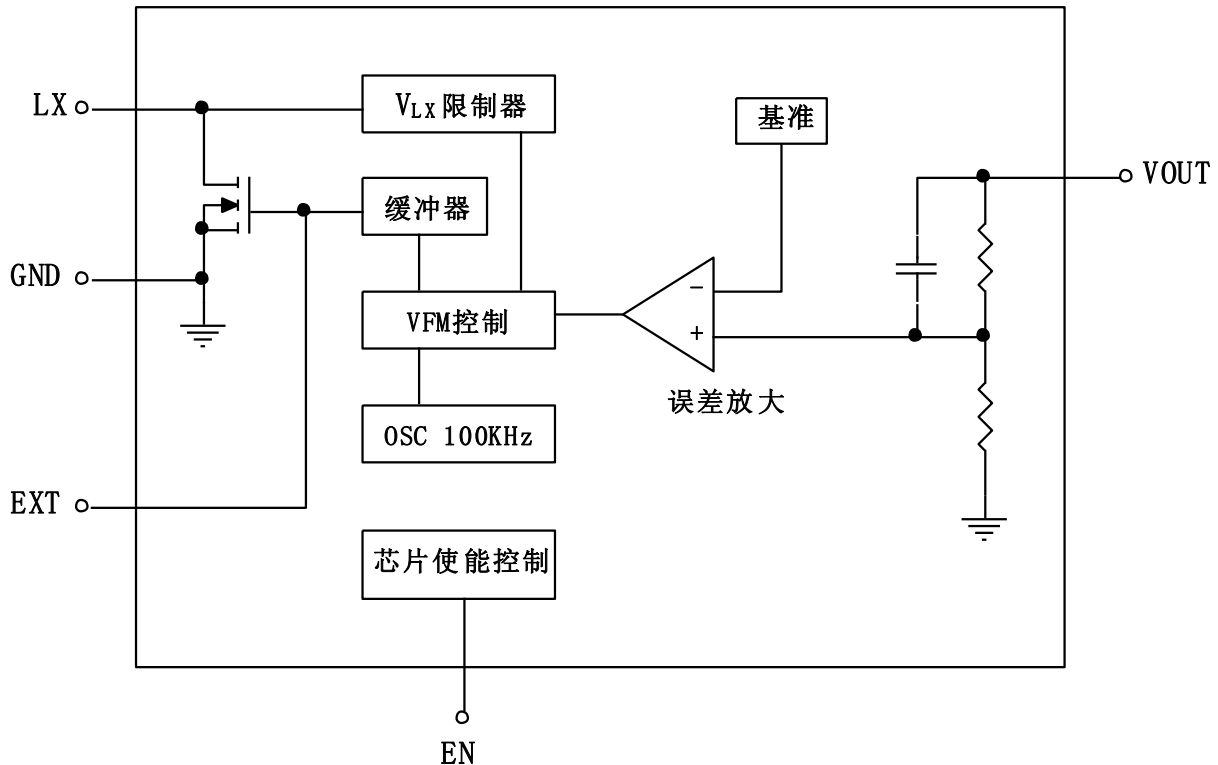 LX
VLX限制器
基准
VOUT
缓冲器
GND
VFM控制
−
+
误差放大
OSC 100KHz
EXT
芯片使能控制
EN